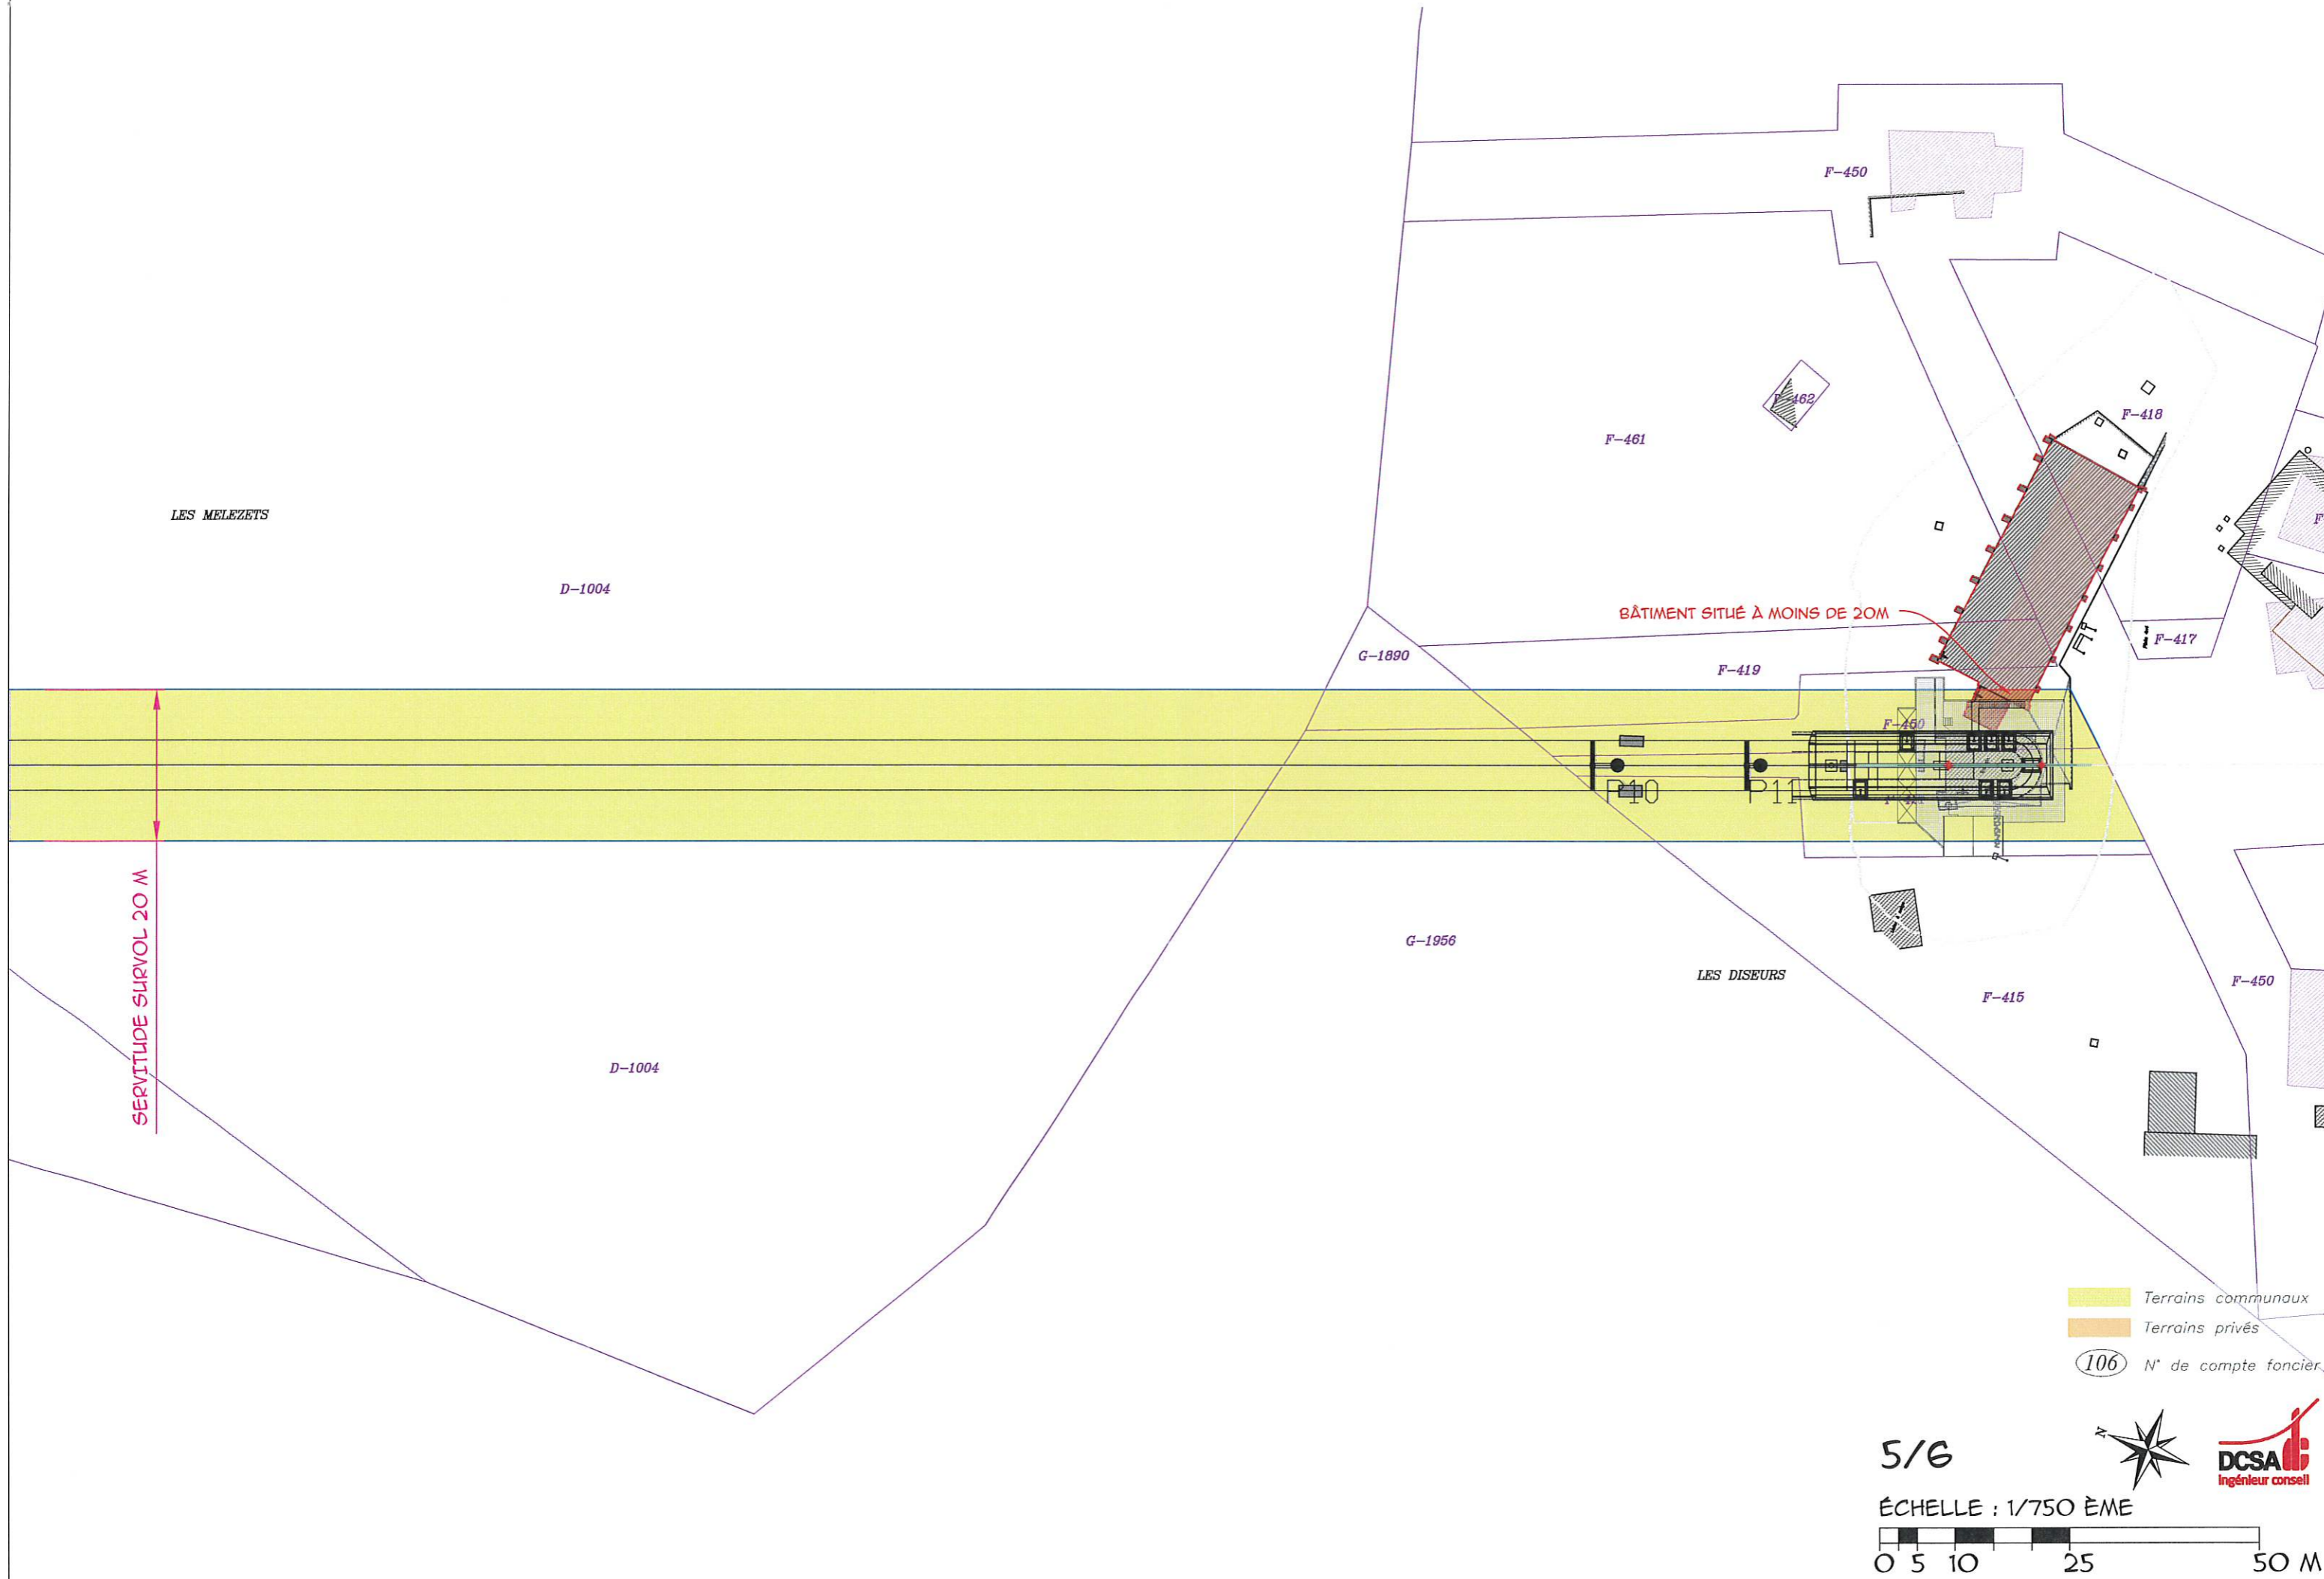 F-450
F-462
F-418
F-461
LES MELEZETS
D-1004
BÂTIMENT SITUÉ À MOINS DE 20M
F-417
G-1890
F-419
F-450
P10
P11
SERVITUDE SURVOL 20 M
G-1956
LES DISEURS
F-450
F-415
D-1004
Terrains communaux
Terrains privés
106 N° de compte foncier
5/6
N
DCSA
Ingénieur conseil
ÉCHELLE : 1/750 ÈME
0 5 10 25 50 M